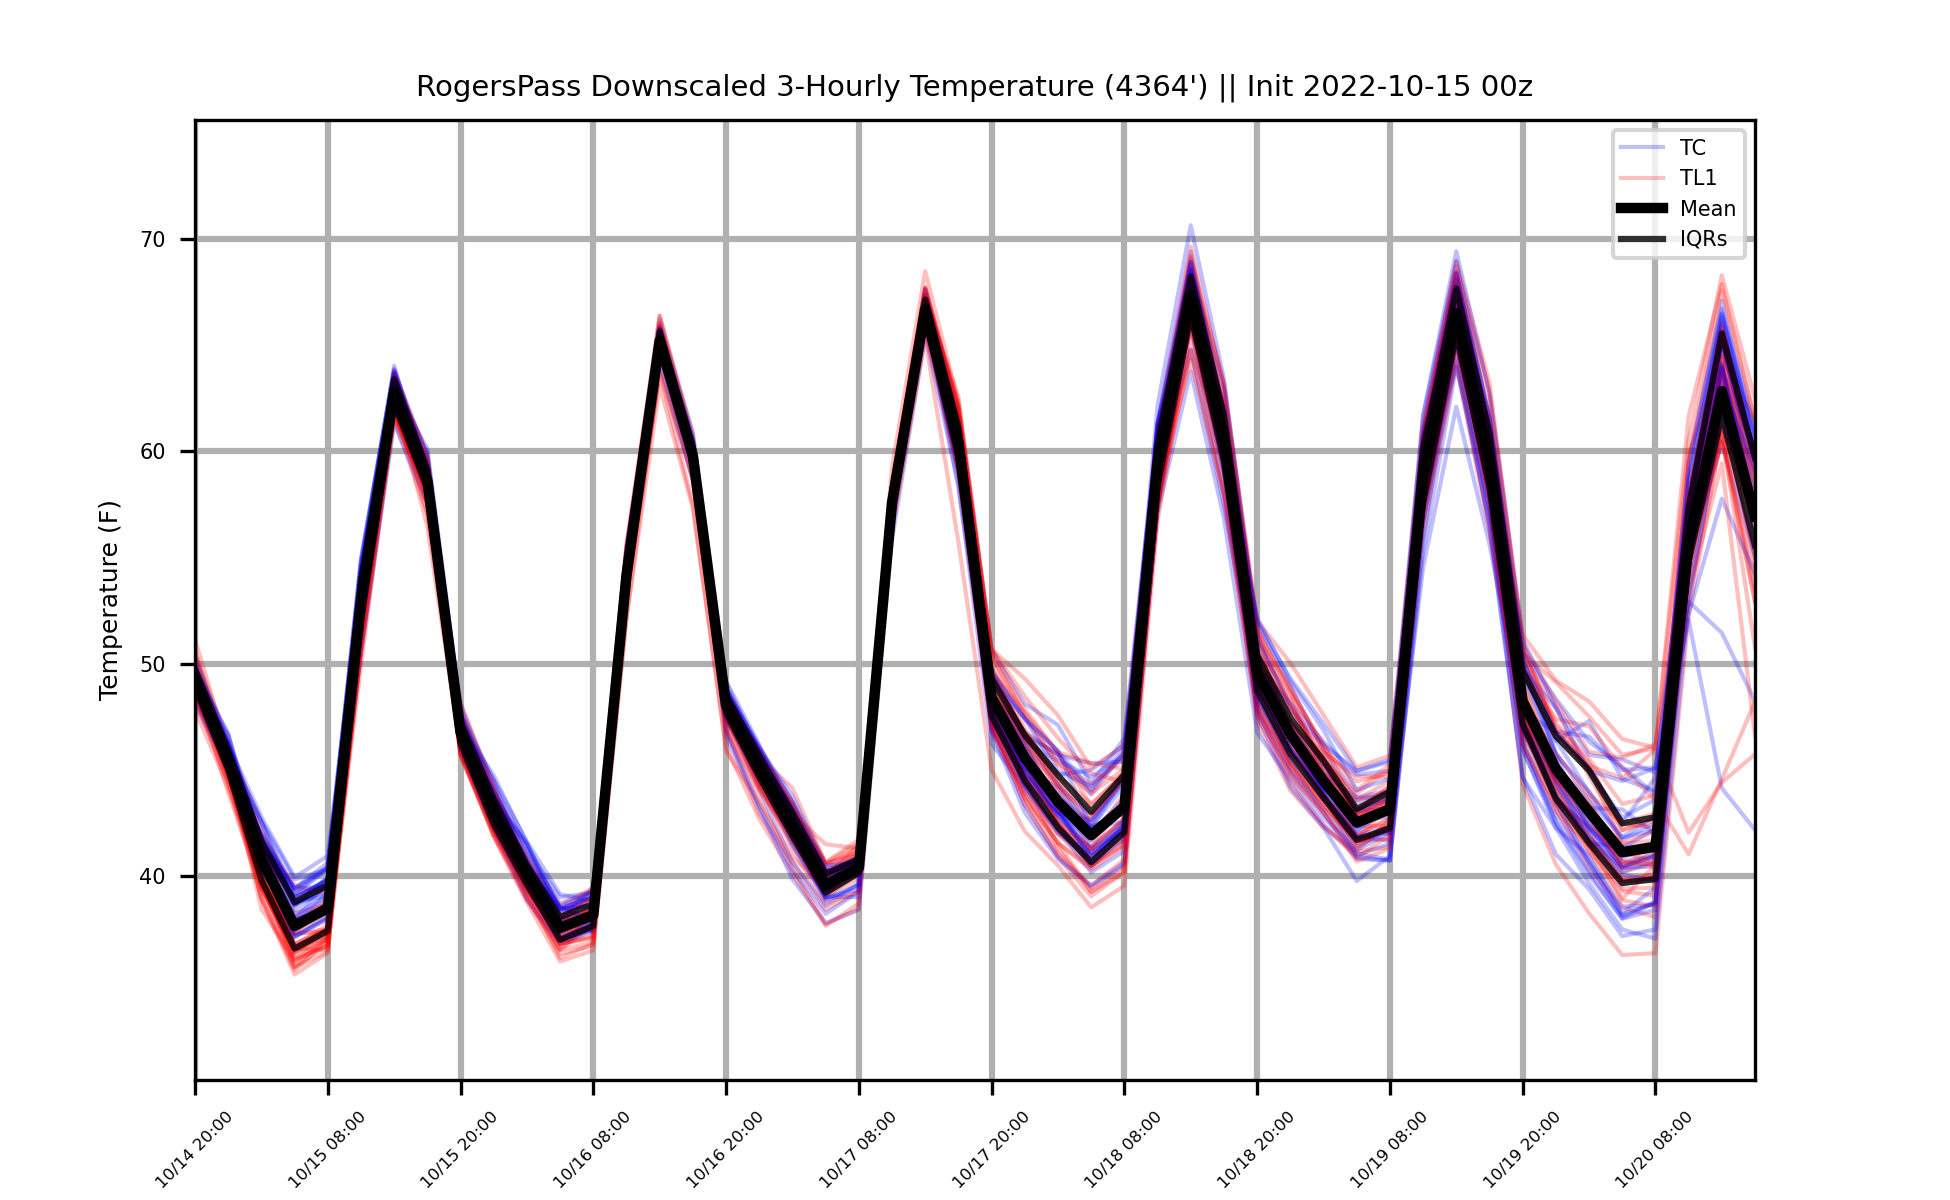 RogersPass Downscaled 3-Hourly Temperature (4364') || Init 2022-10-15 00z
TC
TL1
Mean
IQRs
Temperature (F)
70
60
50
40
10/14 20:00
10/15 08:00
10/15 20:00
10/16 08:00
10/16 20:00
10/17 08:00
10/17 20:00
10/18 08:00
10/18 20:00
10/19 08:00
10/19 20:00
10/20 08:00